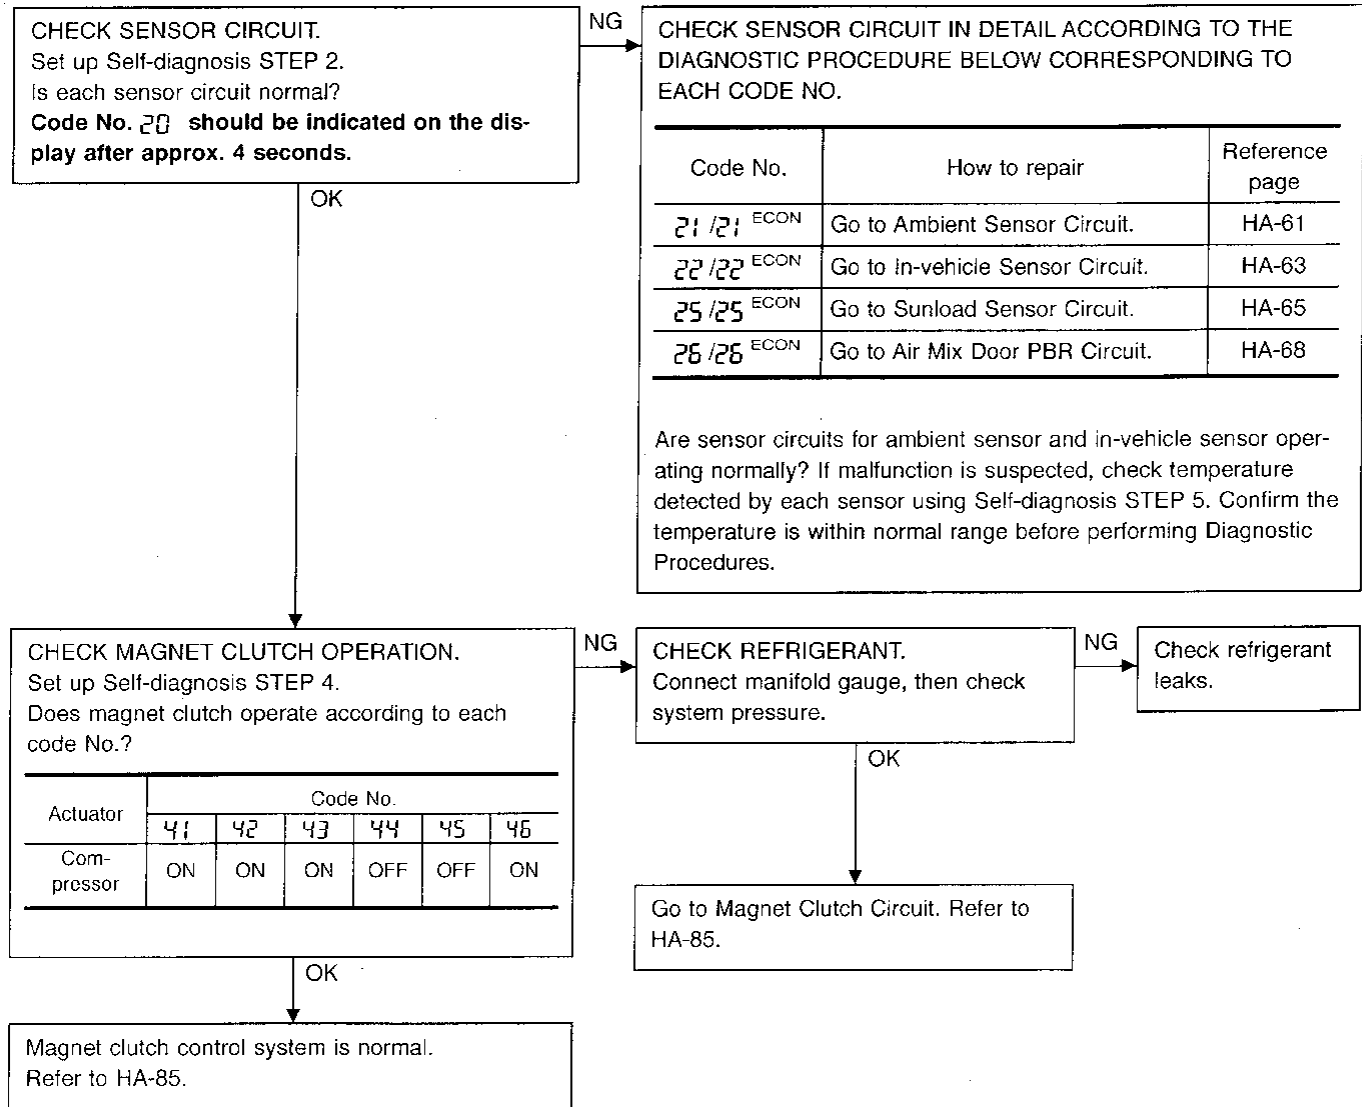 CHECK SENSOR CIRCUIT.
Set up Self-diagnosis STEP 2.
Is each sensor circuit normal?
Code No. 20 should be indicated on the dis-
play after approx. 4 seconds.
NG
CHECK SENSOR CIRCUIT IN DETAIL ACCORDING TO THE
DIAGNOSTIC PROCEDURE BELOW CORRESPONDING TO
EACH CODE NO.
Code No. How to repair Reference
page
21 /21 ECON Go to Ambient Sensor Circuit. HA-61
22 /22 ECON Go to In-vehicle Sensor Circuit. HA-63
25 /25 ECON Go to Sunload Sensor Circuit. HA-65
26 /26 ECON Go to Air Mix Door PBR Circuit. HA-68
Are sensor circuits for ambient sensor and in-vehicle sensor oper-
ating normally? If malfunction is suspected, check temperature
detected by each sensor using Self-diagnosis STEP 5. Confirm the
temperature is within normal range before performing Diagnostic
Procedures.
OK
CHECK MAGNET CLUTCH OPERATION.
Set up Self-diagnosis STEP 4.
Does magnet clutch operate according to each
code No.?
Actuator Code No.
41 42 43 44 45 46
Com-
pressor ON ON ON OFF OFF ON
NG
CHECK REFRIGERANT.
Connect manifold gauge, then check
system pressure.
NG
Check refrigerant
leaks.
OK
Go to Magnet Clutch Circuit. Refer to
HA-85.
OK
Magnet clutch control system is normal.
Refer to HA-85.